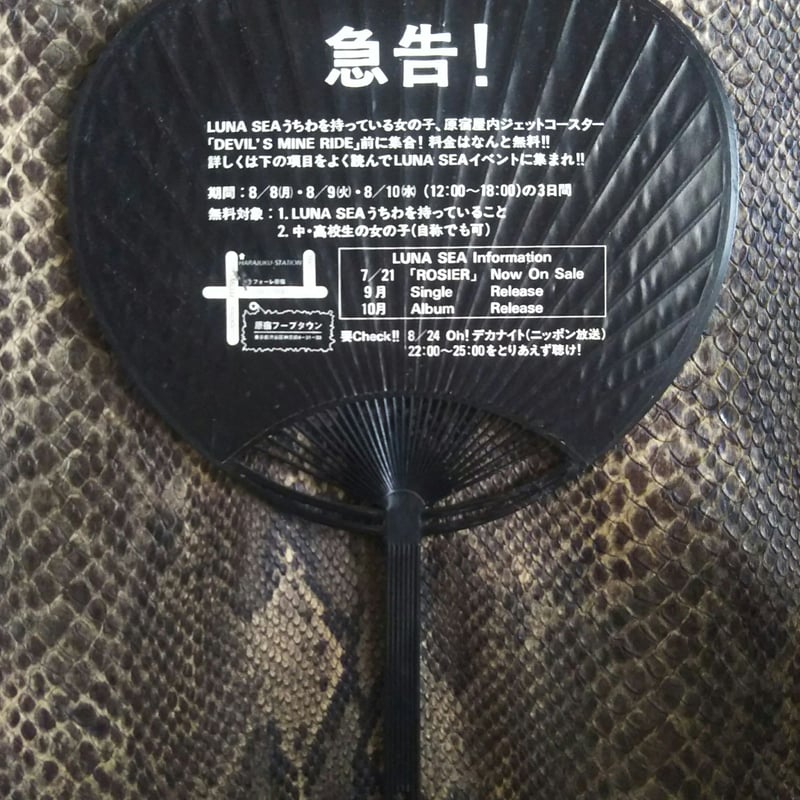 急告！
LUNA SEAうちわを持っている女の子、原宿屋内ジェットコースター
「DEVIL'S MINE RIDE」前に集合！料金はなんと無料!!
詳しくは下の項目をよく読んでLUNA SEAイベントに集まれ!!
期間：8／8㈪・8／9㈫・8／10㈬（12:00〜18:00）の3日間
無料対象：1. LUNA SEAうちわを持っていること
2. 中・高校生の女の子（自称でも可）
HARAJUKU-STATION
ラフォーレ原宿
原宿フープタウン
LUNA SEA Information
7／21 「ROSIER」 Now On Sale
9月 Single Release
10月 Album Release
要Check!! 8／24 Oh! デカナイト（ニッポン放送）
22:00〜25:00をとりあえず聴け！